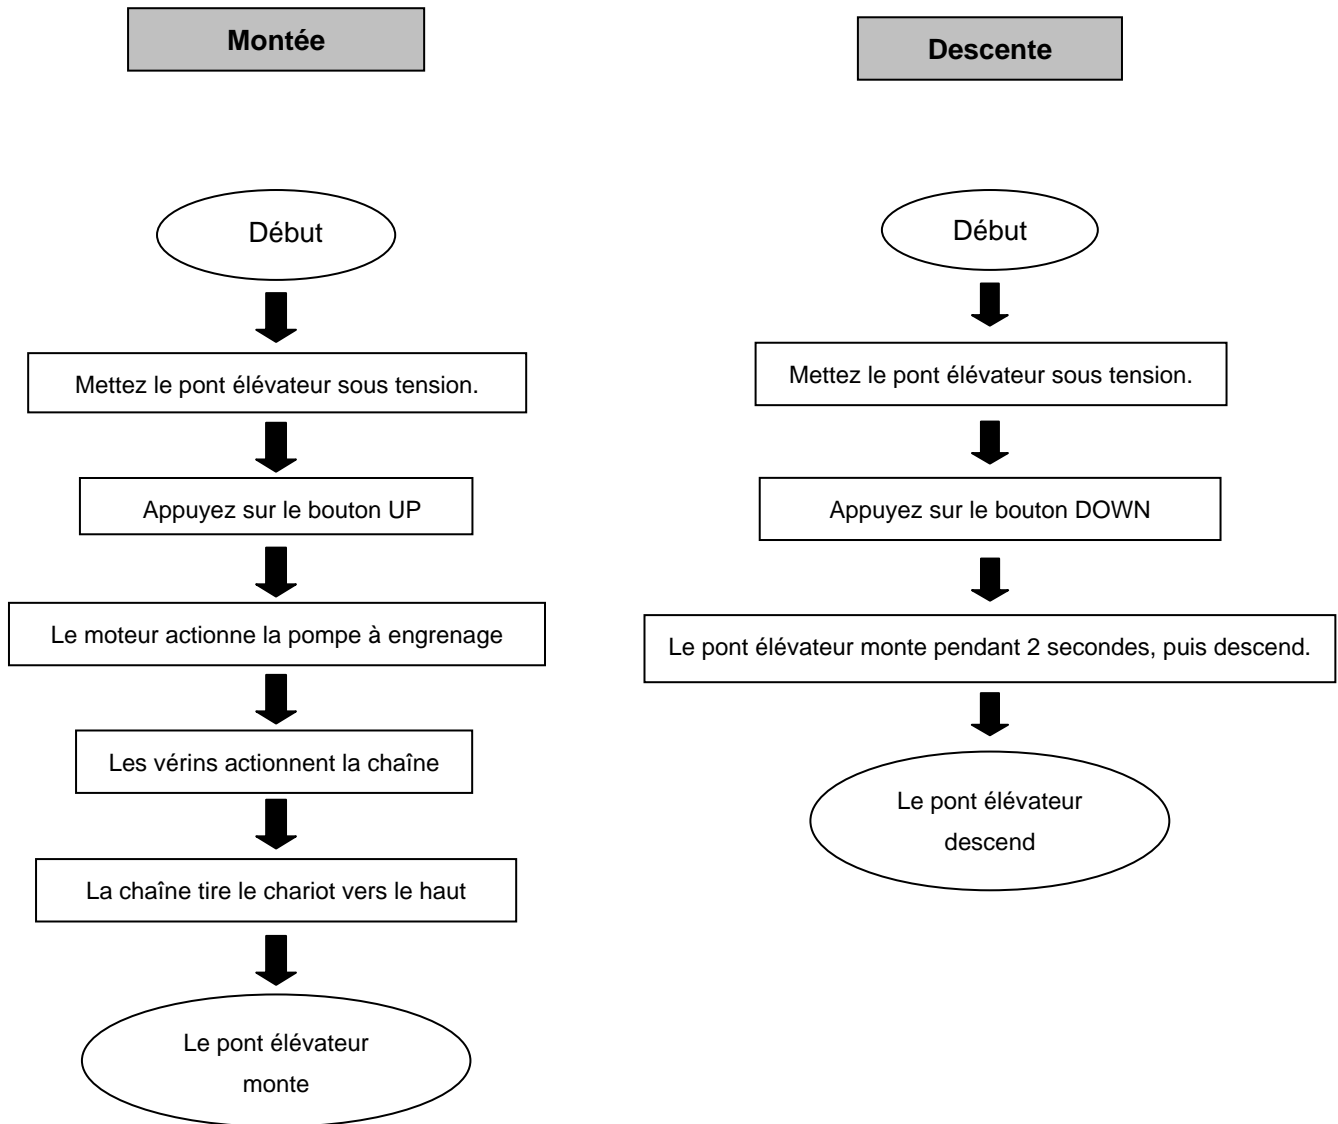 Montée
Début
Mettez le pont élévateur sous tension.
Appuyez sur le bouton UP
Le moteur actionne la pompe à engrenage
Les vérins actionnent la chaîne
La chaîne tire le chariot vers le haut
Le pont élévateur
monte
Descente
Début
Mettez le pont élévateur sous tension.
Appuyez sur le bouton DOWN
Le pont élévateur monte pendant 2 secondes, puis descend.
Le pont élévateur
descend